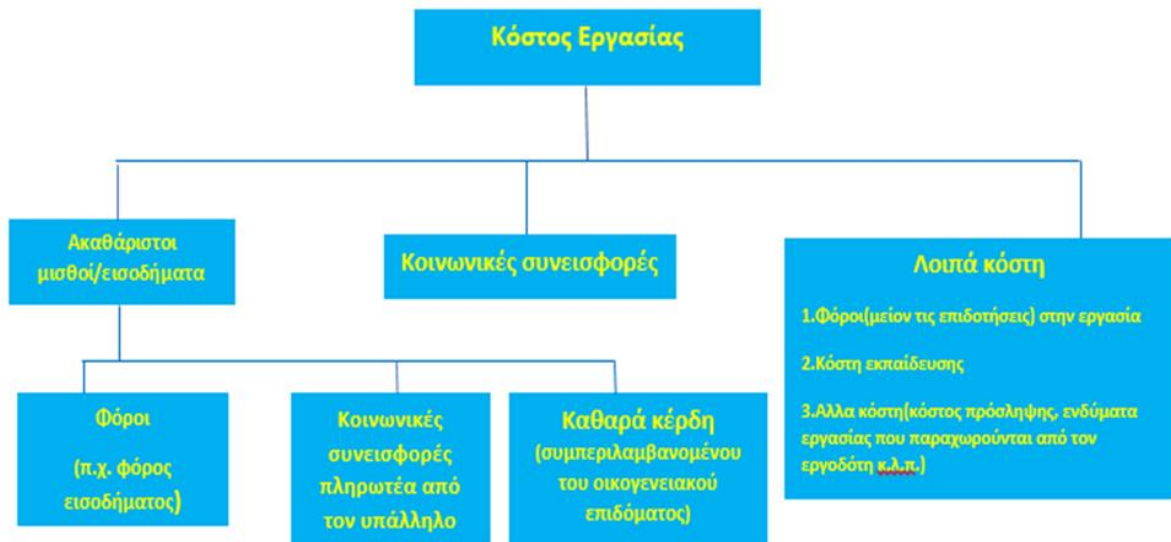 Κόστος Εργασίας
Ακαθάριστοι
μισθοί/εισοδήματα
Κοινωνικές συνεισφορές
Λοιπά κόστη
1.Φόροι(μείον τις επιδοτήσεις) στην εργασία
2.Κόστη εκπαίδευσης
3.Αλλα κόστη(κόστος πρόσληψης, ενδύματα
εργασίας που παραχωρούνται από τον
εργοδότη κ.λ.π.)
Φόροι
(π.χ. φόρος
εισοδήματος)
Κοινωνικές
συνεισφορές
πληρωτέα από
τον υπάλληλο
Καθαρά κέρδη
(συμπεριλαμβανομένου
του οικογενειακού
επιδόματος)